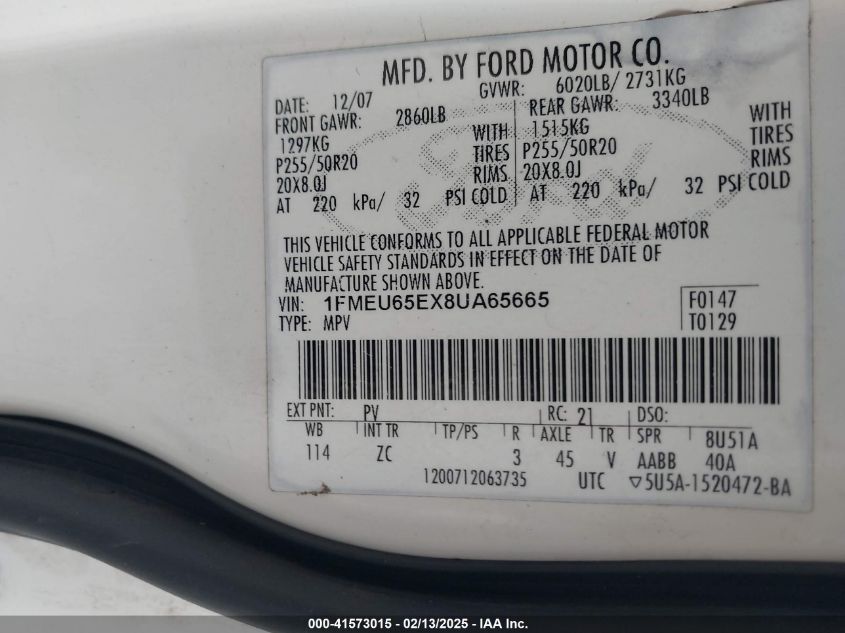 MFD. BY FORD MOTOR CO.
DATE: 12/07 GVWR: 6020LB/ 2731KG
FRONT GAWR: 2860LB REAR GAWR: 3340LB
1297KG WITH 1515KG WITH
P255/50R20 TIRES P255/50R20 TIRES
20X8.0J RIMS 20X8.0J RIMS
AT 220 kPa/ 32 PSI COLD AT 220 kPa/ 32 PSI COLD
Ford
THIS VEHICLE CONFORMS TO ALL APPLICABLE FEDERAL MOTOR
VEHICLE SAFETY STANDARDS IN EFFECT ON THE DATE OF
MANUFACTURE SHOWN ABOVE.
VIN: 1FMEU65EX8UA65665 F0147
TYPE: MPV T0129
EXT PNT: PV RC: 21 DSO:
WB INT TR TP/PS R AXLE TR SPR 8U51A
114 ZC 3 45 V AABB 40A
1200712063735 UTC ▽5U5A-1520472-BA
000-41573015 - 02/13/2025 - IAA Inc.